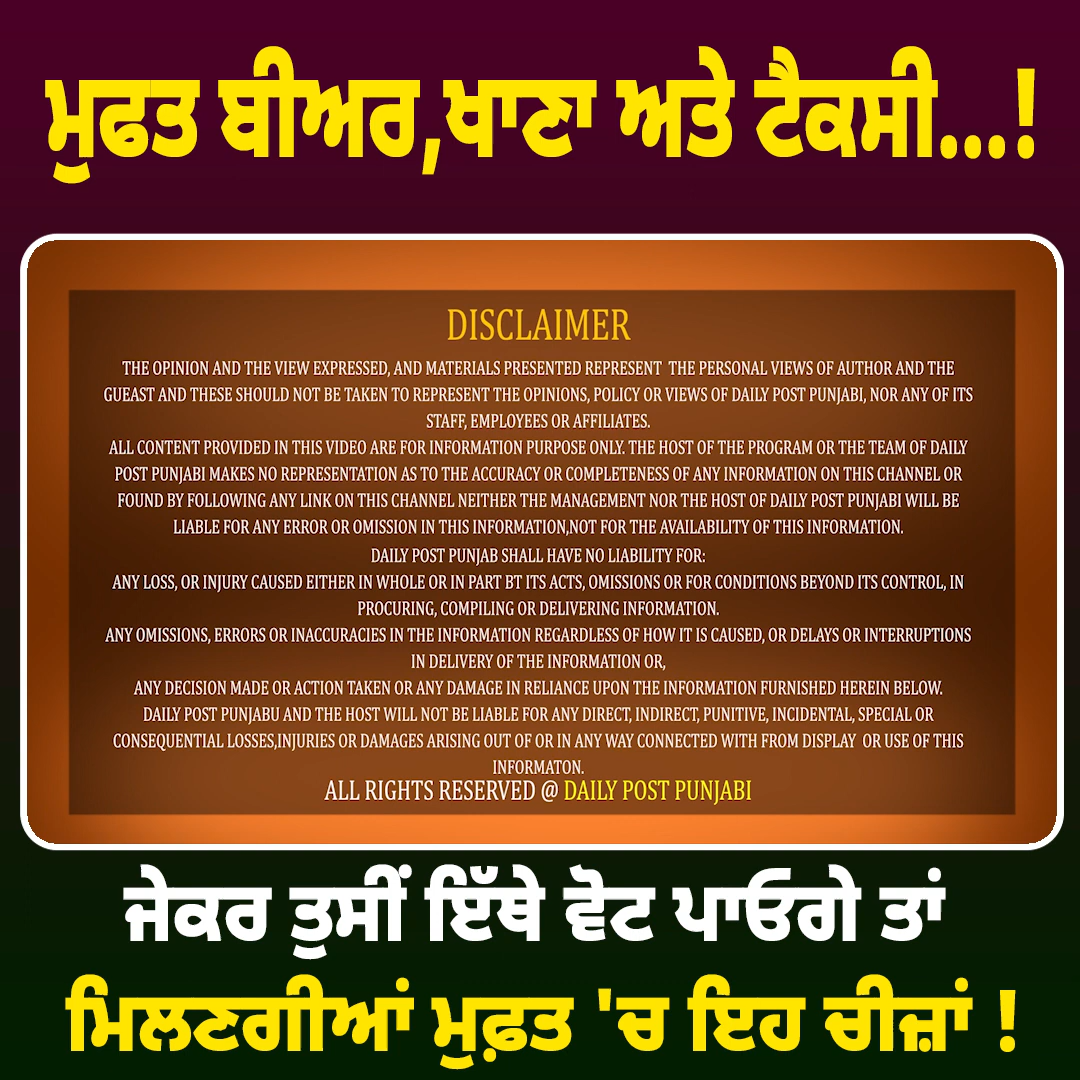 ਮੁਫਤ ਬੀਅਰ,ਖਾਣਾ ਅਤੇ ਟੈਕਸੀ...!
DISCLAIMER
THE OPINION AND THE VIEW EXPRESSED, AND MATERIALS PRESENTED REPRESENT THE PERSONAL VIEWS OF AUTHOR AND THE
GUEAST AND THESE SHOULD NOT BE TAKEN TO REPRESENT THE OPINIONS, POLICY OR VIEWS OF DAILY POST PUNJABI, NOR ANY OF ITS
STAFF, EMPLOYEES OR AFFILIATES.
ALL CONTENT PROVIDED IN THIS VIDEO ARE FOR INFORMATION PURPOSE ONLY. THE HOST OF THE PROGRAM OR THE TEAM OF DAILY
POST PUNJABI MAKES NO REPRESENTATION AS TO THE ACCURACY OR COMPLETENESS OF ANY INFORMATION ON THIS CHANNEL OR
FOUND BY FOLLOWING ANY LINK ON THIS CHANNEL NEITHER THE MANAGEMENT NOR THE HOST OF DAILY POST PUNJABI WILL BE
LIABLE FOR ANY ERROR OR OMISSION IN THIS INFORMATION,NOT FOR THE AVAILABILITY OF THIS INFORMATION.
DAILY POST PUNJAB SHALL HAVE NO LIABILITY FOR:
ANY LOSS, OR INJURY CAUSED EITHER IN WHOLE OR IN PART BT ITS ACTS, OMISSIONS OR FOR CONDITIONS BEYOND ITS CONTROL, IN
PROCURING, COMPILING OR DELIVERING INFORMATION.
ANY OMISSIONS, ERRORS OR INACCURACIES IN THE INFORMATION REGARDLESS OF HOW IT IS CAUSED, OR DELAYS OR INTERRUPTIONS
IN DELIVERY OF THE INFORMATION OR,
ANY DECISION MADE OR ACTION TAKEN OR ANY DAMAGE IN RELIANCE UPON THE INFORMATION FURNISHED HEREIN BELOW.
DAILY POST PUNJABU AND THE HOST WILL NOT BE LIABLE FOR ANY DIRECT, INDIRECT, PUNITIVE, INCIDENTAL, SPECIAL OR
CONSEQUENTIAL LOSSES,INJURIES OR DAMAGES ARISING OUT OF OR IN ANY WAY CONNECTED WITH FROM DISPLAY OR USE OF THIS
INFORMATON.
ALL RIGHTS RESERVED @ DAILY POST PUNJABI
ਜੇਕਰ ਤੁਸੀਂ ਇੱਥੇ ਵੋਟ ਪਾਓਗੇ ਤਾਂ
ਮਿਲਣਗੀਆਂ ਮੁਫ਼ਤ 'ਚ ਇਹ ਚੀਜ਼ਾਂ !